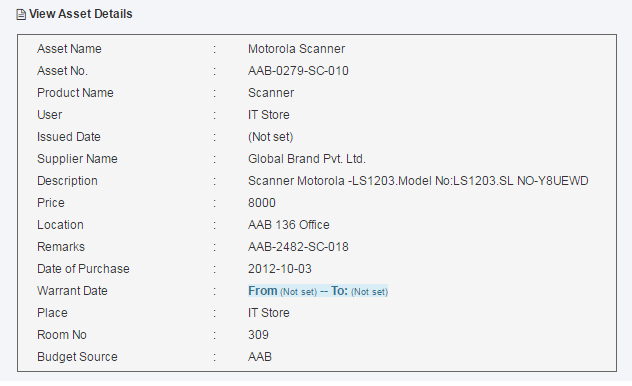 View Asset Details
Asset Name : Motorola Scanner
Asset No. : AAB-0279-SC-010
Product Name : Scanner
User : IT Store
Issued Date : (Not set)
Supplier Name : Global Brand Pvt. Ltd.
Description : Scanner Motorola -LS1203.Model No:LS1203.SL NO-Y8UEWD
Price : 8000
Location : AAB 136 Office
Remarks : AAB-2482-SC-018
Date of Purchase : 2012-10-03
Warrant Date : From (Not set) -- To: (Not set)
Place : IT Store
Room No : 309
Budget Source : AAB